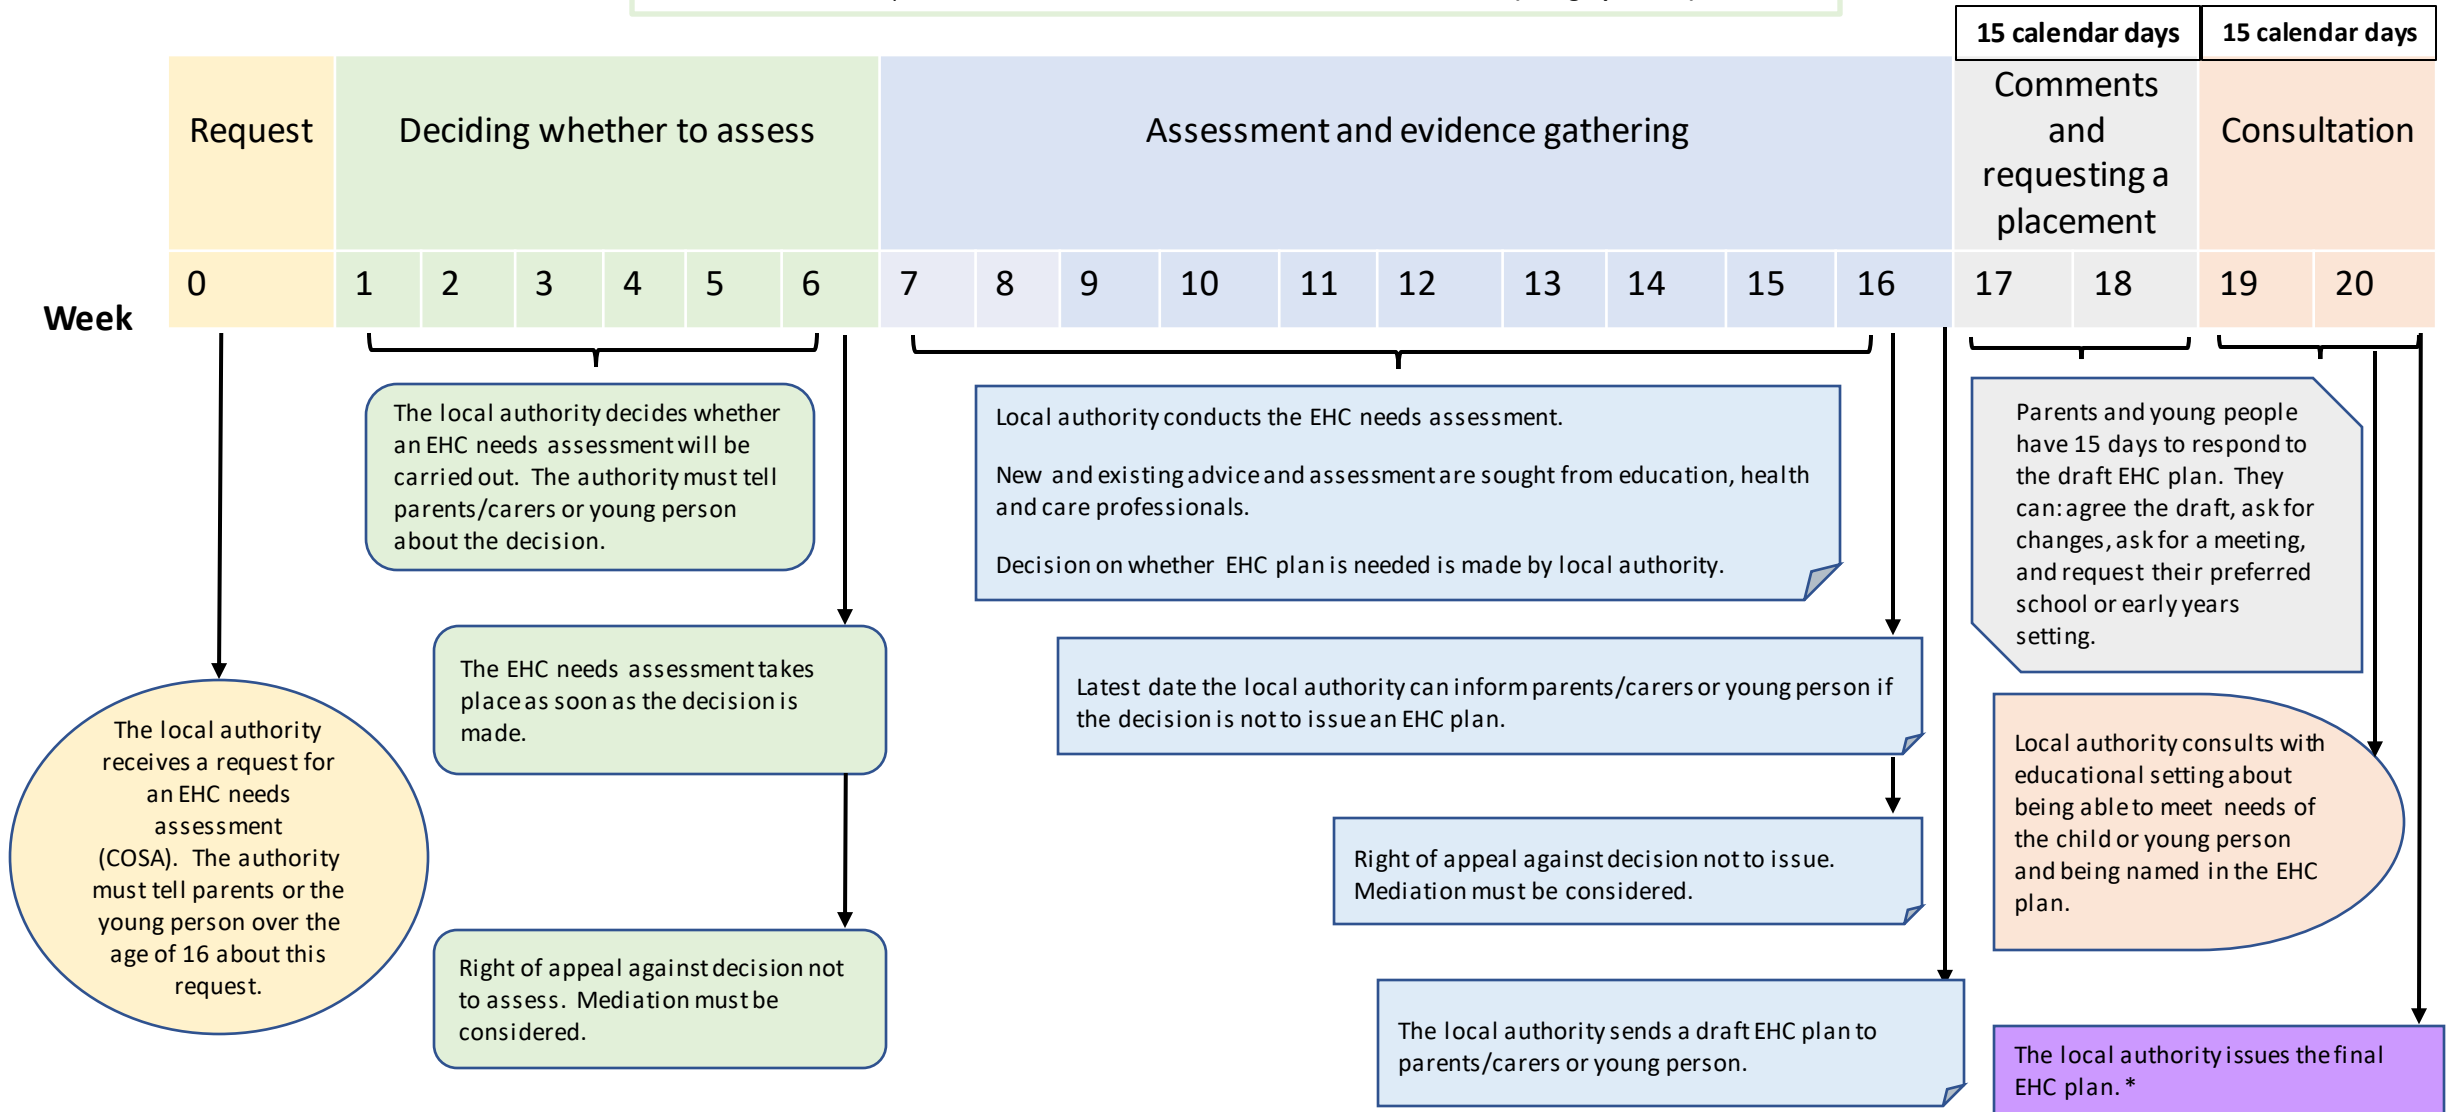 15 calendar days
15 calendar days
Request
Deciding whether to assess
Assessment and evidence gathering
Comments
and
requesting a
placement
Consultation
Week
0 1 2 3 4 5 6 7 8 9 10 11 12 13 14 15 16 17 18 19 20
The local authority
receives a request for
an EHC needs
assessment
(COSA). The authority
must tell parents or the
young person over the
age of 16 about this
request.
The local authority decides whether
an EHC needs assessment will be
carried out. The authority must tell
parents/carers or young person
about the decision.
The EHC needs assessment takes
place as soon as the decision is
made.
Right of appeal against decision not
to assess. Mediation must be
considered.
Local authority conducts the EHC needs assessment.
New and existing advice and assessment are sought from education, health
and care professionals.
Decision on whether EHC plan is needed is made by local authority.
Latest date the local authority can inform parents/carers or young person if
the decision is not to issue an EHC plan.
Right of appeal against decision not to issue.
Mediation must be considered.
The local authority sends a draft EHC plan to
parents/carers or young person.
Parents and young people
have 15 days to respond to
the draft EHC plan. They
can: agree the draft, ask for
changes, ask for a meeting,
and request their preferred
school or early years
setting.
Local authority consults with
educational setting about
being able to meet needs of
the child or young person
and being named in the EHC
plan.
The local authority issues the final
EHC plan. *